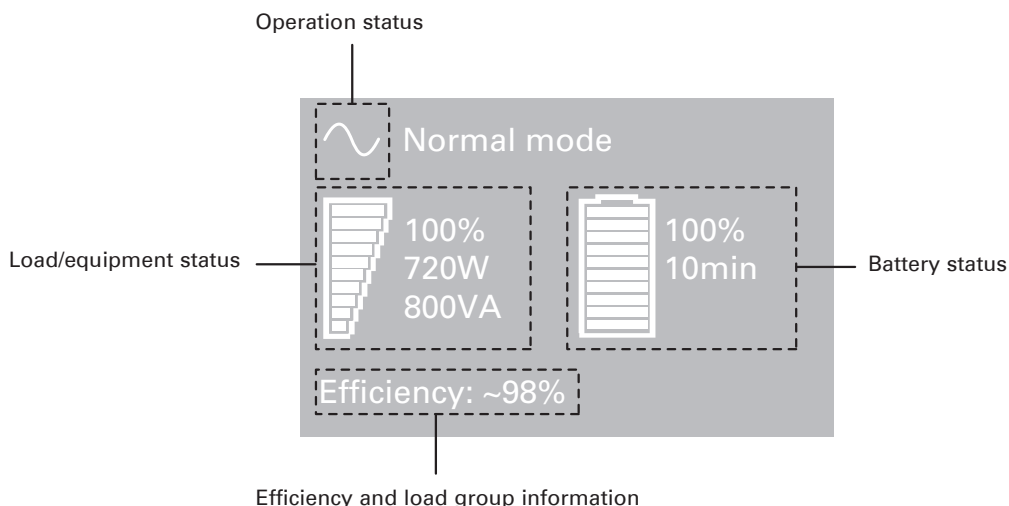 Operation status
Normal mode
100%
720W
800VA
100%
10min
Load/equipment status
Battery status
Efficiency: ~98%
Efficiency and load group information